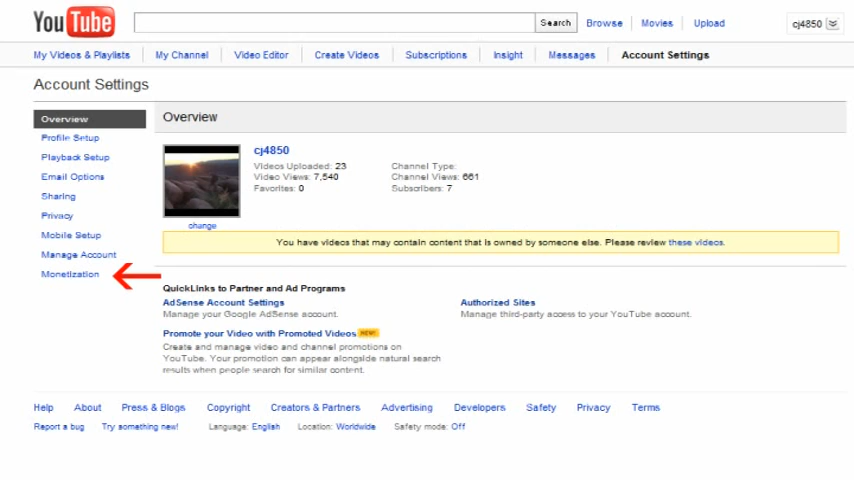 YouTube
Search Browse Movies Upload cj4850
My Videos & Playlists My Channel Video Editor Create Videos Subscriptions Insight Messages Account Settings
Account Settings
Overview
Profile Setup
Playback Setup
Email Options
Sharing
Privacy
Mobile Setup
Manage Account
Monetization
Overview
change
cj4850
Videos Uploaded: 23
Video Views: 7,540
Favorites: 0
Channel Type:
Channel Views: 661
Subscribers: 7
You have videos that may contain content that is owned by someone else. Please review these videos.
QuickLinks to Partner and Ad Programs
AdSense Account Settings
Manage your Google AdSense account.
Authorized Sites
Manage third-party access to your YouTube account.
Promote your Video with Promoted Videos NEW!
Create and manage video and channel promotions on
YouTube. Your promotion can appear alongside natural search
results when people search for similar content.
Help About Press & Blogs Copyright Creators & Partners Advertising Developers Safety Privacy Terms
Report a bug Try something new! Language: English Location: Worldwide Safety mode: Off